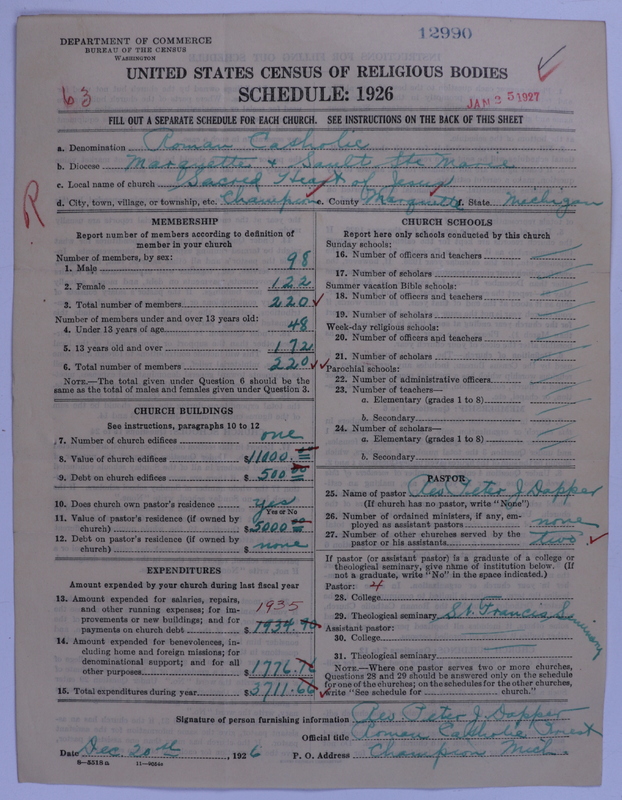 12990
DEPARTMENT OF COMMERCE
BUREAU OF THE CENSUS
WASHINGTON
UNITED STATES CENSUS OF RELIGIOUS BODIES
SCHEDULE: 1926
63
JAN 25 1927
FILL OUT A SEPARATE SCHEDULE FOR EACH CHURCH. SEE INSTRUCTIONS ON THE BACK OF THIS SHEET
a. Denomination Roman Catholic
b. Diocese Marquette & Sault Ste Marie
c. Local name of church Sacred Heart of Jesus
d. City, town, village, or township, etc. Champion e. County Marquette f. State Michigan
R
MEMBERSHIP
Report number of members according to definition of
member in your church
Number of members, by sex:
1. Male 98
2. Female 122
3. Total number of members 220
Number of members under and over 13 years old:
4. Under 13 years of age 48
5. 13 years old and over 172
6. Total number of members 220
NOTE.—The total given under Question 6 should be the
same as the total of males and females given under Question 3.
CHURCH BUILDINGS
See instructions, paragraphs 10 to 12
7. Number of church edifices one
8. Value of church edifices $11000.00
9. Debt on church edifices $500.00
10. Does church own pastor's residence yes
Yes or No
11. Value of pastor's residence (if owned by
church) $5000.00
12. Debt on pastor's residence (if owned by
church) $none
EXPENDITURES
Amount expended by your church during last fiscal year
13. Amount expended for salaries, repairs,
and other running expenses; for im-
provements or new buildings; and for
payments on church debt $1934.90
1935
14. Amount expended for benevolences, in-
cluding home and foreign missions; for
denominational support; and for all
other purposes $1776.76
15. Total expenditures during year $3711.66
CHURCH SCHOOLS
Report here only schools conducted by this church
Sunday schools:
16. Number of officers and teachers
17. Number of scholars
Summer vacation Bible schools:
18. Number of officers and teachers
19. Number of scholars
Week-day religious schools:
20. Number of officers and teachers
21. Number of scholars
Parochial schools:
22. Number of administrative officers
23. Number of teachers—
a. Elementary (grades 1 to 8)
b. Secondary
24. Number of scholars—
a. Elementary (grades 1 to 8)
b. Secondary
PASTOR
25. Name of pastor Rev Peter J Dapper
(If church has no pastor, write "None")
26. Number of ordained ministers, if any, em-
ployed as assistant pastors none
27. Number of other churches served by the
pastor or his assistants two
If pastor (or assistant pastor) is a graduate of a college or
theological seminary, give name of institution below. (If
not a graduate, write "No" in the space indicated.)
Pastor: 4
28. College
29. Theological seminary St. Francis Seminary
Assistant pastor:
30. College
31. Theological seminary
NOTE.—Where one pastor serves two or more churches,
Questions 28 and 29 should be answered only on the schedule
for one of the churches; on the schedules for the other churches,
write "See schedule for church."
Signature of person furnishing information Rev Peter J. Dapper
Official title Roman Catholic Priest
Date Dec 20th, 1926
P. O. Address Champion Mich.
8—5518a 11—9024a